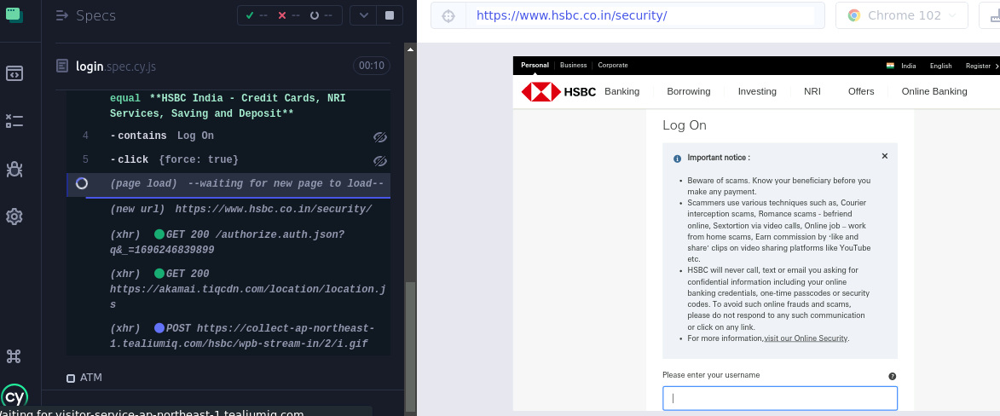 Specs
-- -- --
login.spec.cy.js
00:10
equal **HSBC India - Credit Cards, NRI
Services, Saving and Deposit**
4 -contains Log On
5 -click {force: true}
(page load) --waiting for new page to load--
(new url) https://www.hsbc.co.in/security/
(xhr) GET 200 /authorize.auth.json?
q&_=1696246839899
(xhr) GET 200
https://akamai.tiqcdn.com/location/location.j
s
(xhr) POST https://collect-ap-northeast-
1.tealiumiq.com/hsbc/wpb-stream-in/2/i.gif
ATM
cy
Waiting for visitor-service-ap-northeast-1.tealiumiq.com
https://www.hsbc.co.in/security/
Chrome 102
Personal Business Corporate
India English Register
HSBC Banking Borrowing Investing NRI Offers Online Banking
Log On
Important notice :
• Beware of scams. Know your beneficiary before you
make any payment.
• Scammers use various techniques such as, Courier
interception scams, Romance scams - befriend
online, Sextortion via video calls, Online job – work
from home scams, Earn commission by ‘like and
share’ clips on video sharing platforms like YouTube
etc.
• HSBC will never call, text or email you asking for
confidential information including your online
banking credentials, one-time passcodes or security
codes. To avoid such online frauds and scams,
please do not respond to any such communication
or click on any link.
• For more information,visit our Online Security.
Please enter your username
?